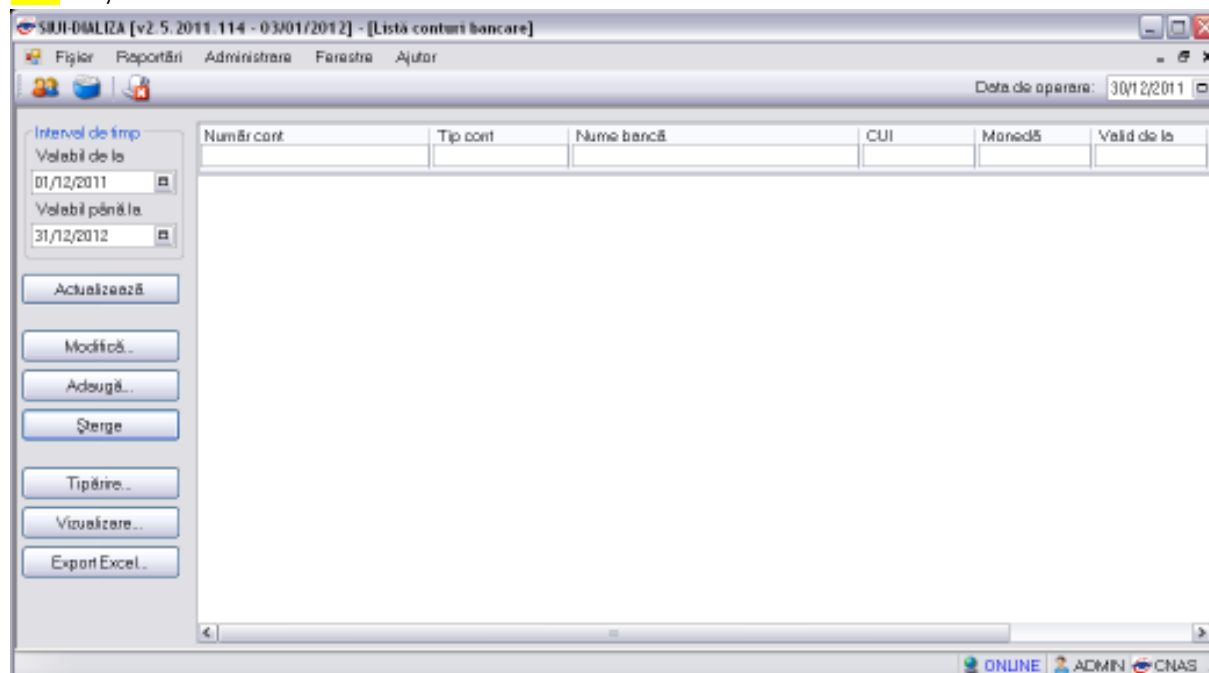 SIUI-DIALIZA [v2.5.2011.114 - 03/01/2012] - [Listă conturi bancare]
Fişier Raportări Administrare Ferestre Ajutor
Data de operare: 30/12/2011
Interval de timp
Număr cont Tip cont Nume bancă CUI Monedă Valid de la
Valabil de la
01/12/2011
Valabil până la
31/12/2012
Actualizează
Modifică...
Adaugă...
Şterge
Tipărire...
Vizualizare...
Export Excel...
ONLINE ADMIN CNAS